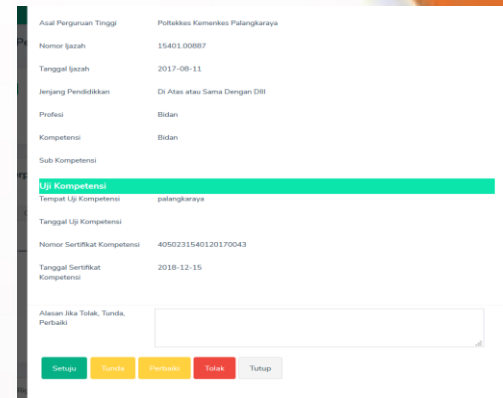 Asal Perguruan Tinggi Poltekkes Kemenkes Palangkaraya
Nomor Ijazah 15401.00887
Tanggal Ijazah 2017-08-11
Jenjang Pendidikkan Di Atas atau Sama Dengan DIII
Profesi Bidan
Kompetensi Bidan
Sub Kompetensi
Uji Kompetensi
Tempat Uji Kompetensi palangkaraya
Tanggal Uji Kompetensi
Nomor Sertifikat Kompetensi 4050231540120170043
Tanggal Sertifikat 2018-12-15
Kompetensi
Alasan Jika Tolak, Tunda,
Perbaiki
Setuju Tunda Perbaiki Tolak Tutup